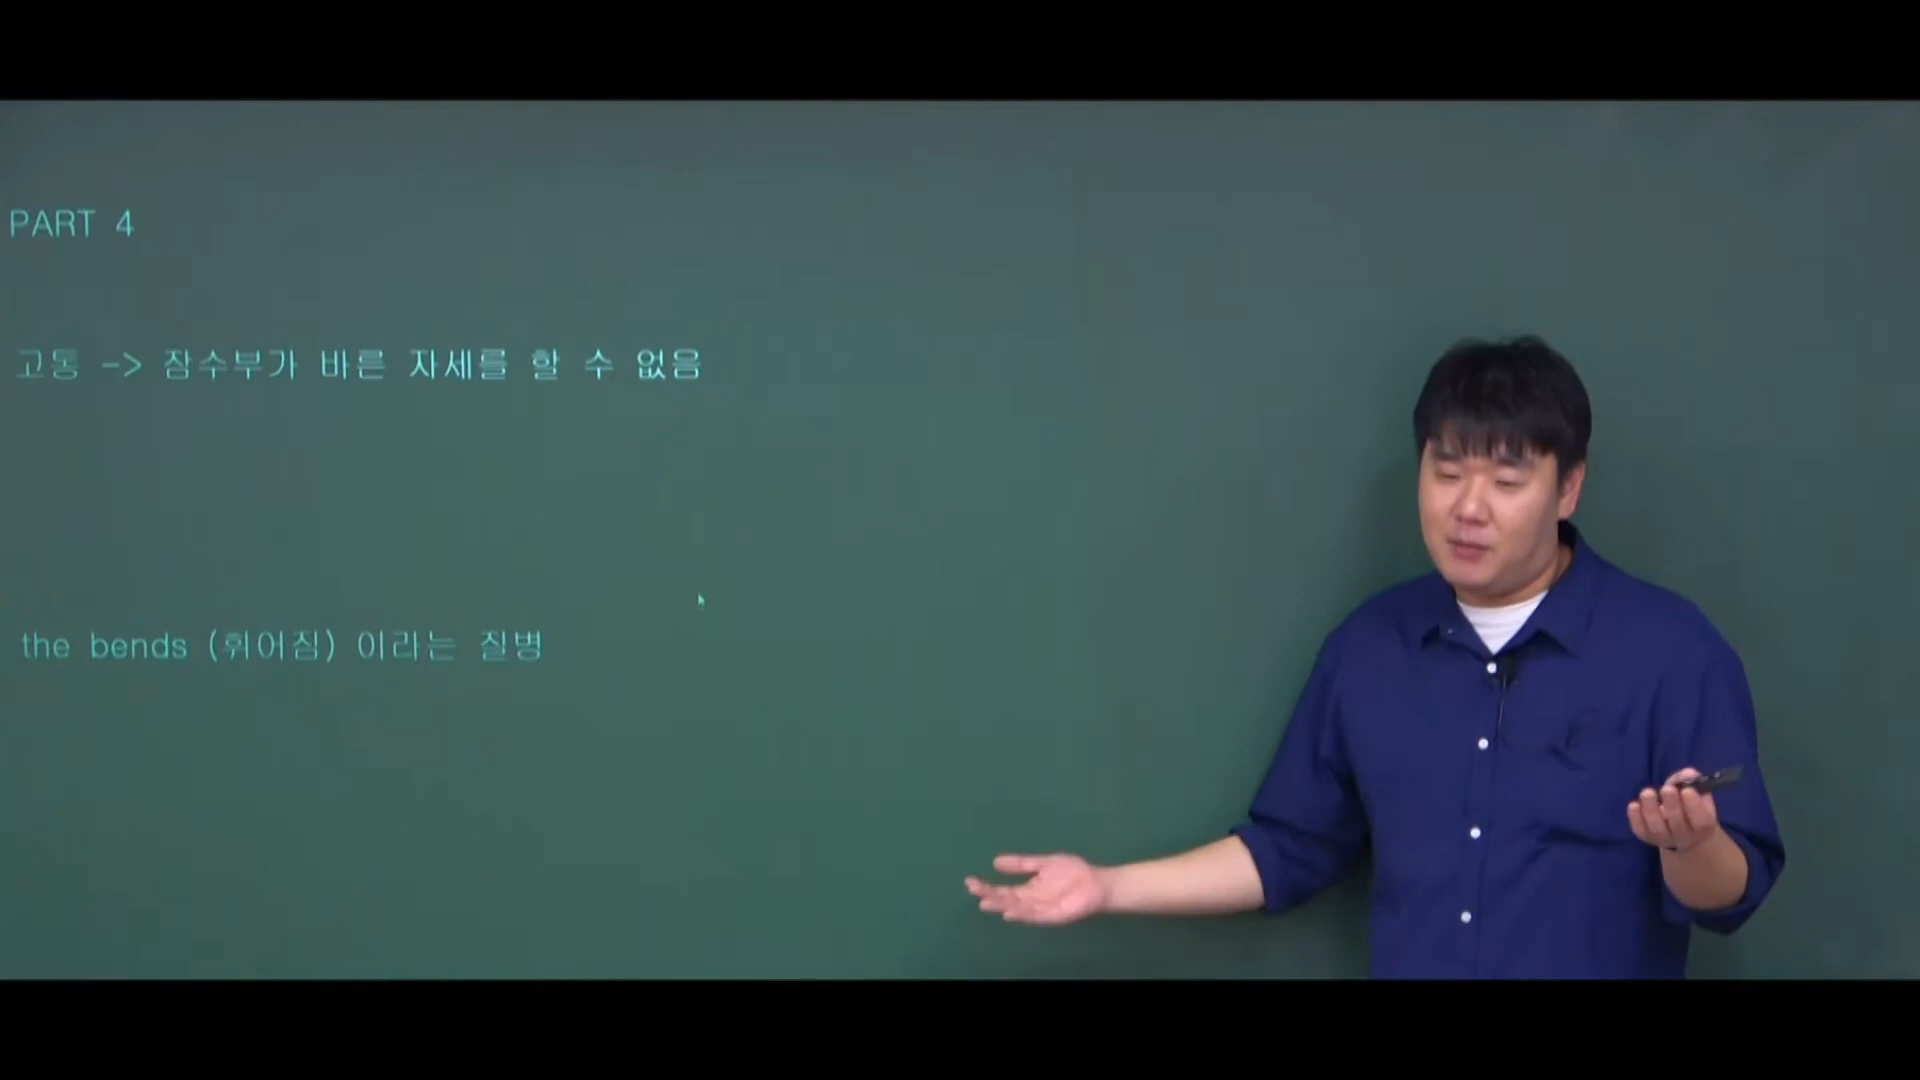 PART 4
고통 -> 잠수부가 바른 자세를 할 수 없음
the bends (휘어짐) 이라는 질병